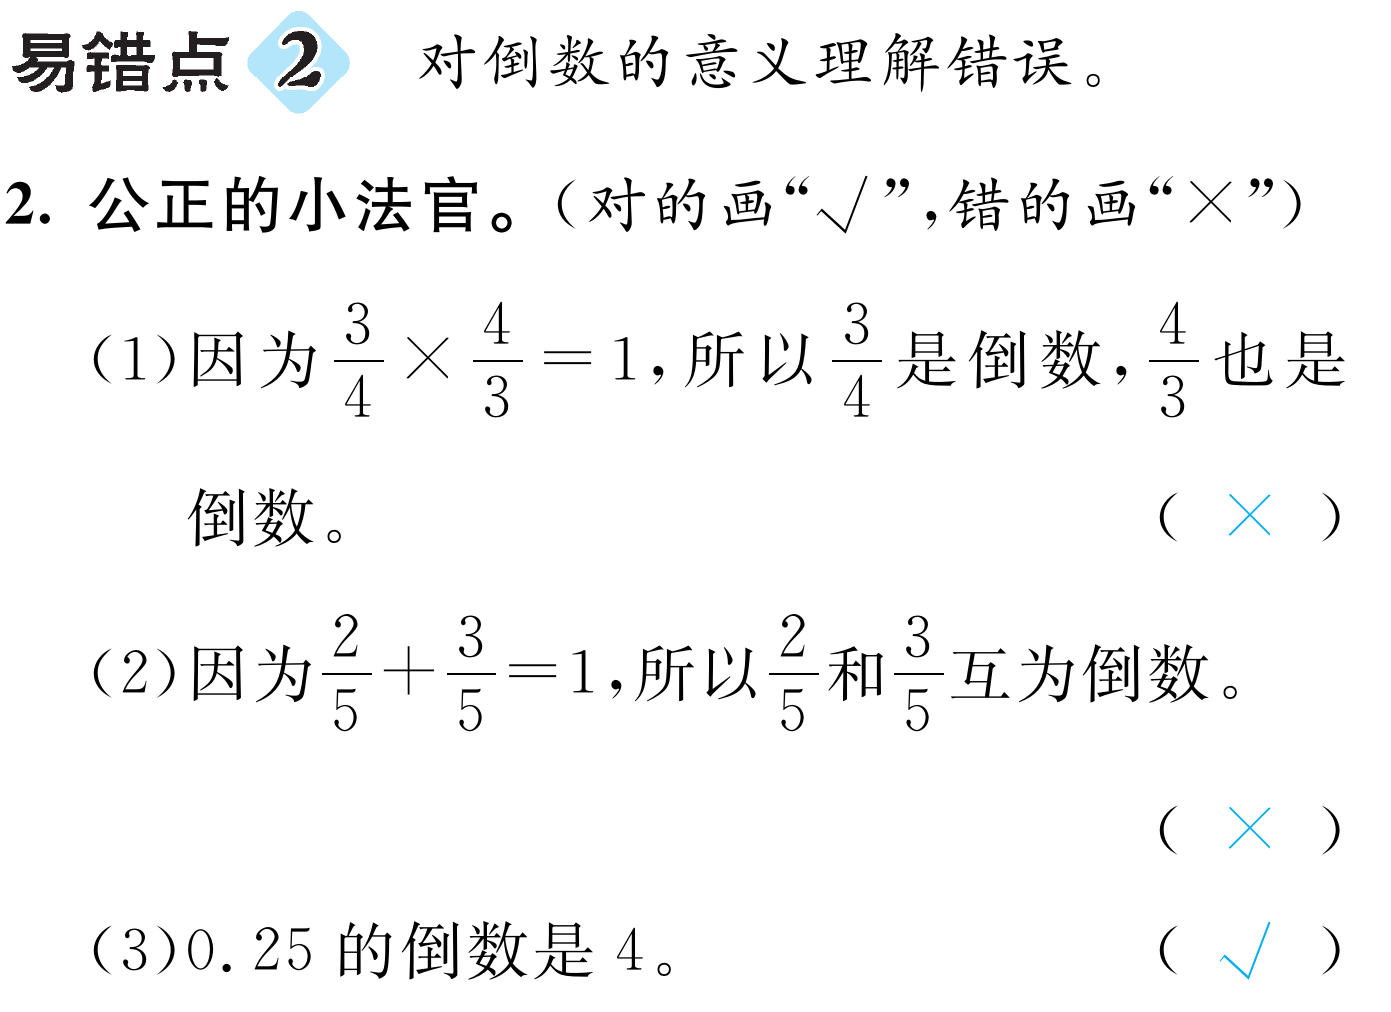 易错点 2 对倒数的意义理解错误。
2. 公正的小法官。(对的画“√”,错的画“×”)
(1)因为3/4×4/3=1,所以3/4是倒数,4/3也是
倒数。 ( × )
(2)因为2/5+3/5=1,所以2/5和3/5互为倒数。
( × )
(3)0.25的倒数是4。 ( √ )